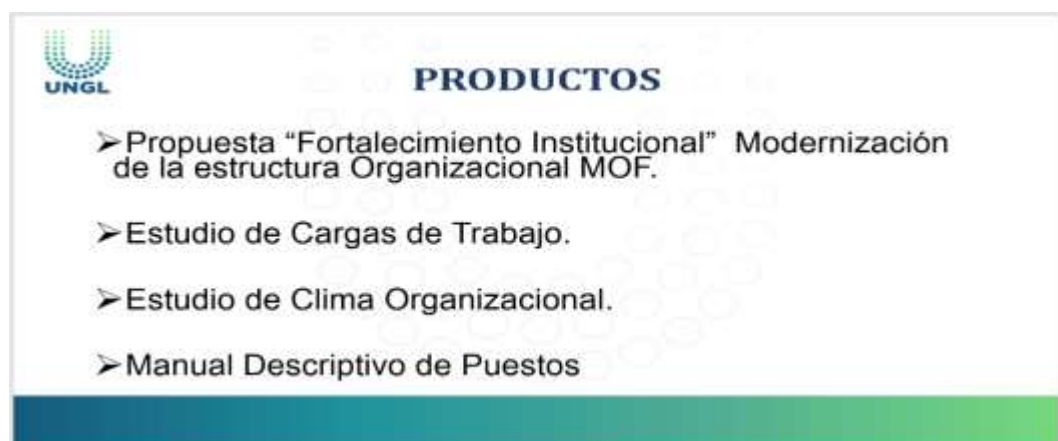 UNGL
PRODUCTOS
➢Propuesta “Fortalecimiento Institucional” Modernización
de la estructura Organizacional MOF.
➢Estudio de Cargas de Trabajo.
➢Estudio de Clima Organizacional.
➢Manual Descriptivo de Puestos